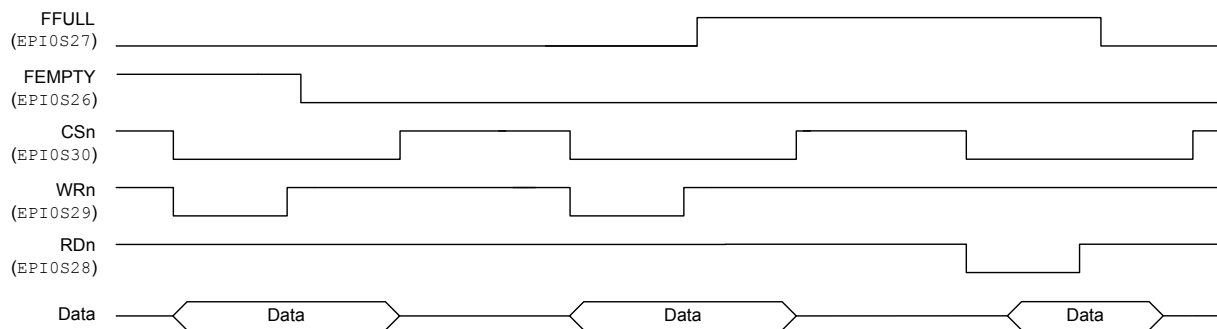 FFULL
(EPI0S27)
FEMPTY
(EPI0S26)
CSn
(EPI0S30)
WRn
(EPI0S29)
RDn
(EPI0S28)
Data Data Data Data